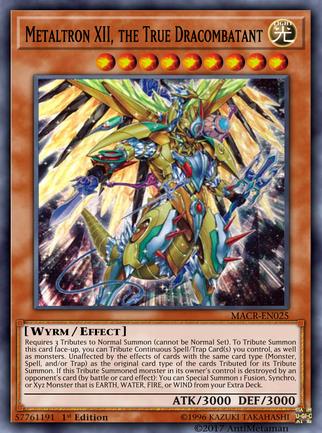 METALTRON XII, THE TRUE DRACOMBATANT
LIGHT
光
MACR-EN025
[WYRM / EFFECT]
Requires 3 Tributes to Normal Summon (cannot be Normal Set). To Tribute Summon
this card face-up, you can Tribute Continuous Spell/Trap Card(s) you control, as well
as monsters. Unaffected by the effects of cards with the same card type (Monster,
Spell, and/or Trap) as the original card type of the cards Tributed for its Tribute
Summon. If this Tribute Summoned monster in its owner's control is destroyed by an
opponent's card (by battle or card effect): You can Special Summon 1 Fusion, Synchro,
or Xyz Monster that is EARTH, WATER, FIRE, or WIND from your Extra Deck.
ATK/3000 DEF/3000
57761191 1st Edition ©1996 KAZUKI TAKAHASHI
©2017 AntiMetaman